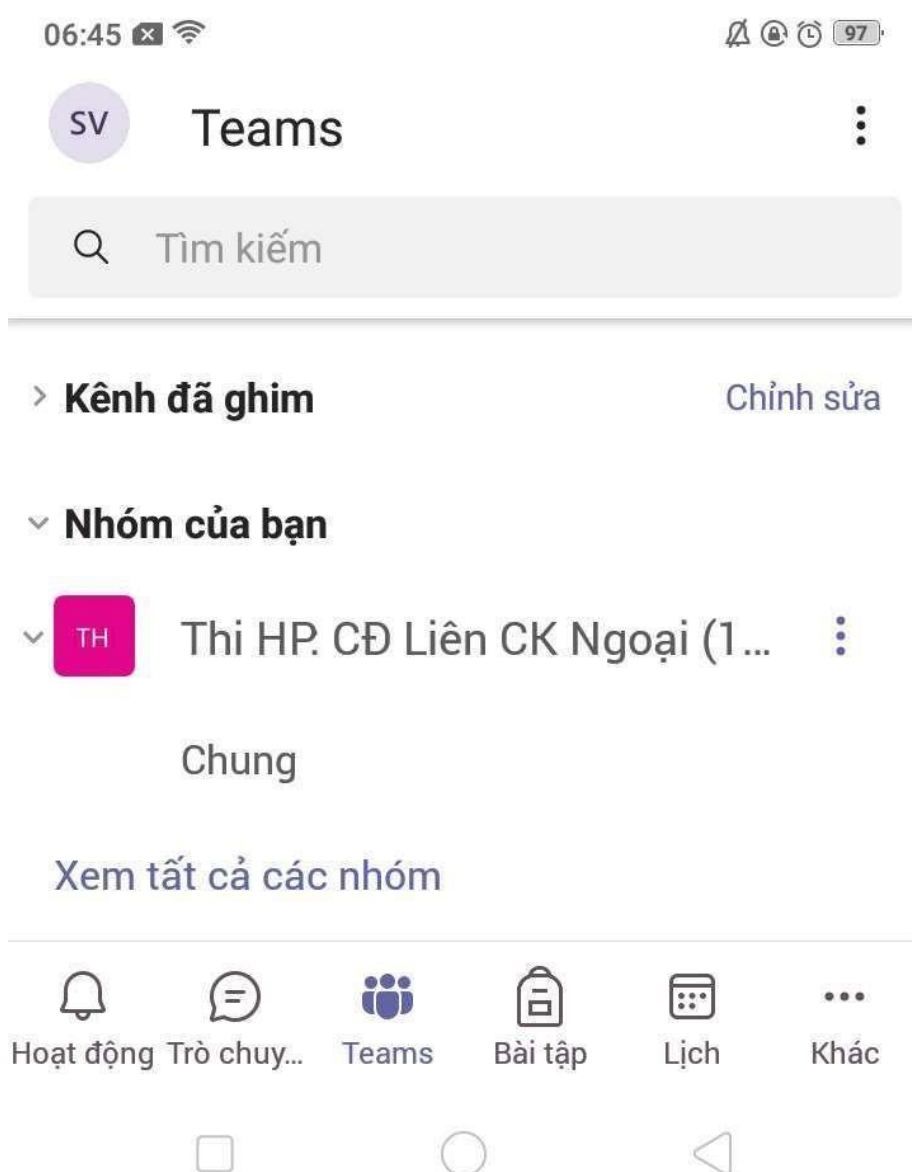 06:45
97
SV Teams
Tìm kiếm
Kênh đã ghim Chỉnh sửa
Nhóm của bạn
TH Thi HP. CĐ Liên CK Ngoại (1...
Chung
Xem tất cả các nhóm
Hoạt động Trò chuy... Teams Bài tập Lịch Khác